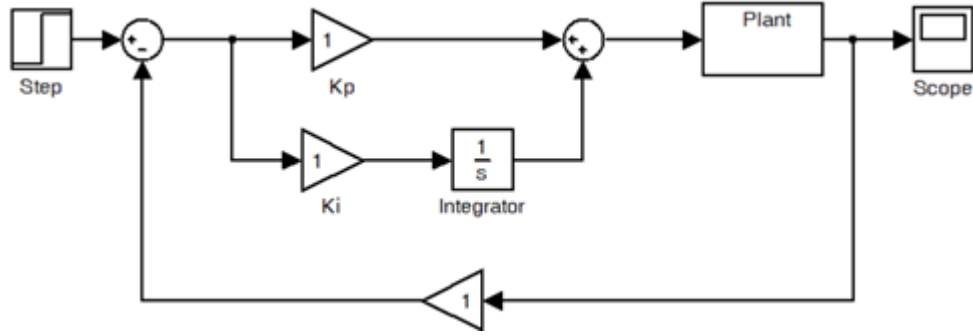 Plant
+
-
1
+
+
Step
Kp
Scope
1
1
s
Ki
Integrator
1